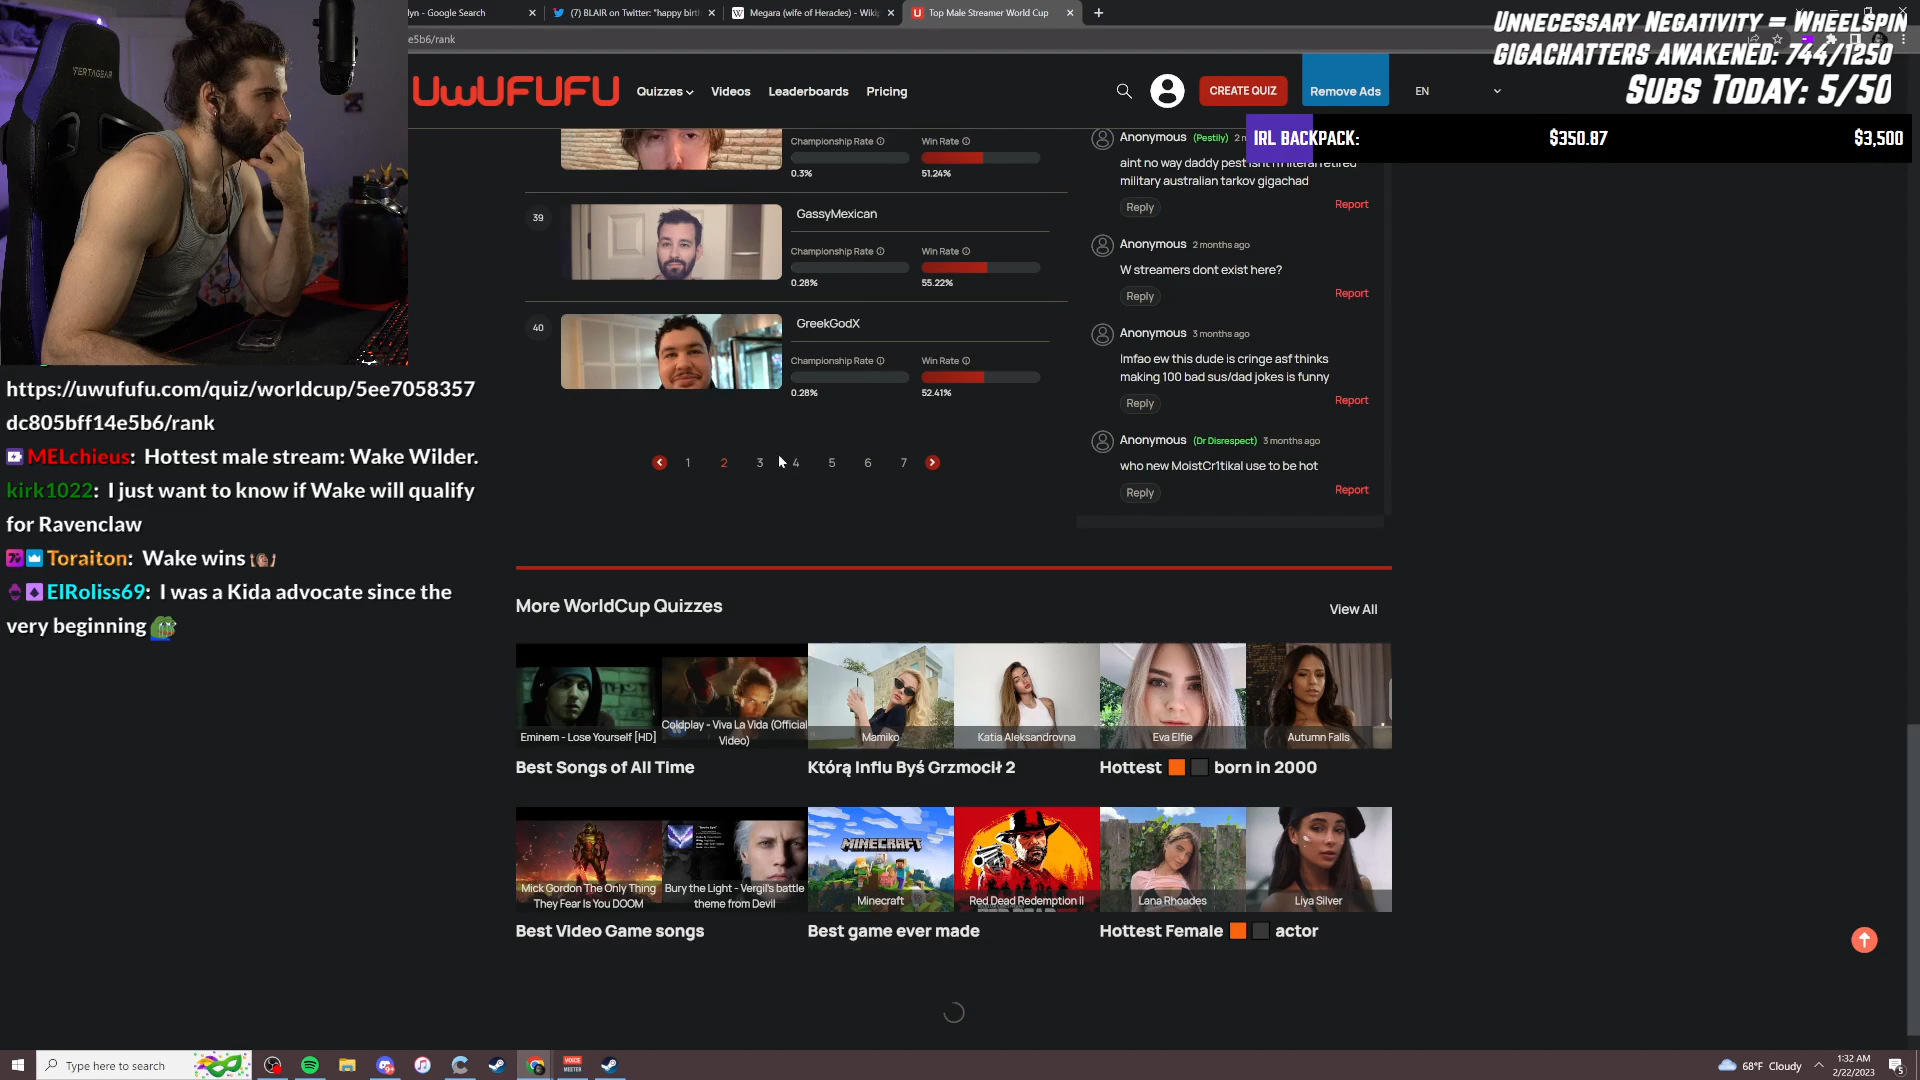 lyn - Google Search
(7) BLAIR on Twitter: "happy birt
Megara (wife of Heracles) - Wiki
Top Male Streamer World Cup
e5b6/rank
UNNECESSARY NEGATIVITY = WHEELSPIN
GIGACHATTERS AWAKENED: 744/1250
SUBS TODAY: 5/50
IRL BACKPACK: $350.87 $3,500
VERTAGEAR
UwUFUFU
Quizzes
Videos
Leaderboards
Pricing
CREATE QUIZ
Remove Ads
EN
Championship Rate
Win Rate
0.3%
51.24%
39
GassyMexican
Championship Rate
Win Rate
0.28%
55.22%
40
GreekGodX
Championship Rate
Win Rate
0.28%
52.41%
1 2 3 4 5 6 7
Anonymous (Pestily) 2 m
aint no way daddy pest isnt
military australian tarkov gigachad
Reply
Report
Anonymous 2 months ago
W streamers dont exist here?
Reply
Report
Anonymous 3 months ago
lmfao ew this dude is cringe asf thinks
making 100 bad sus/dad jokes is funny
Reply
Report
Anonymous (Dr Disrespect) 3 months ago
who new MoistCr1tikal use to be hot
Reply
Report
https://uwufufu.com/quiz/worldcup/5ee7058357
dc805bff14e5b6/rank
MELchieus: Hottest male stream: Wake Wilder.
kirk1022: I just want to know if Wake will qualify
for Ravenclaw
Toraiton: Wake wins
ElRoliss69: I was a Kida advocate since the
very beginning
More WorldCup Quizzes
View All
Eminem - Lose Yourself [HD]
Coldplay - Viva La Vida (Official
Video)
Best Songs of All Time
Mamiko
Katia Aleksandrovna
Którą Influ Byś Grzmocił 2
Eva Elfie
Autumn Falls
Hottest born in 2000
Mick Gordon The Only Thing
They Fear Is You DOOM
Bury the Light - Vergil's battle
theme from Devil
Best Video Game songs
MINECRAFT
Minecraft
Red Dead Redemption II
Best game ever made
Lana Rhoades
Liya Silver
Hottest Female actor
Type here to search
VOICE
MEETER
68°F Cloudy
1:32 AM
2/22/2023
5